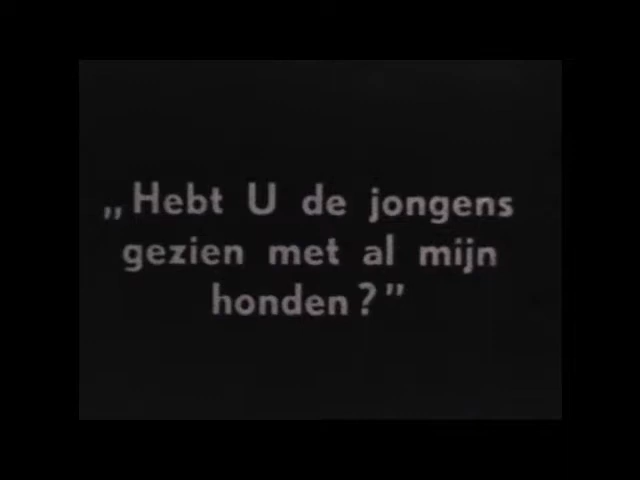 „Hebt U de jongens
gezien met al mijn
honden?”